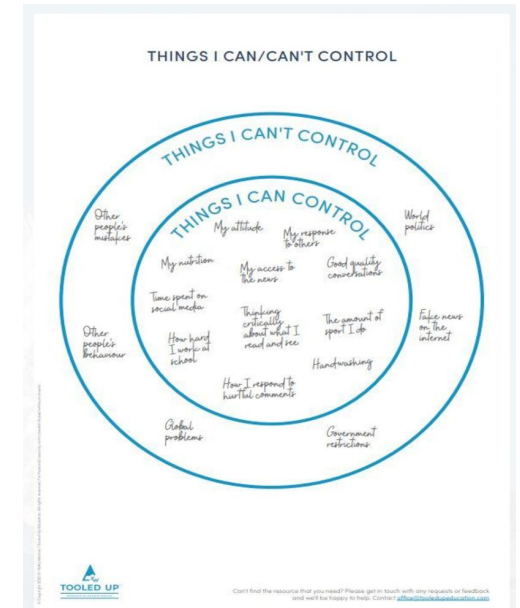 THINGS I CAN/CAN'T CONTROL
THINGS I CAN'T CONTROL
THINGS I CAN CONTROL
Other
people's
mistakes
My attitude
My response
to others
World
politics
My nutrition
My access to
the news
Good quality
conversations
Time spent on
social media
Thinking
critically
about what I
read and see
The amount of
sport I do
Fake news
on the
internet
Other
people's
behaviour
How hard
I work at
school
Handwashing
How I respond to
hurtful comments
Global
problems
Government
restrictions
TOOLED UP
Can't find the resource that you need? Please get in touch with any requests or feedback
and we'll be happy to help. Contact office@tooledupeducation.com